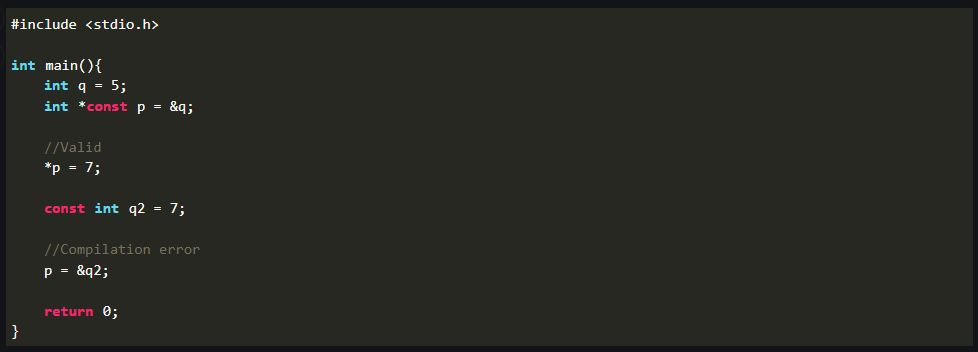 #include <stdio.h>
int main(){
int q = 5;
int *const p = &q;
//Valid
*p = 7;
const int q2 = 7;
//Compilation error
p = &q2;
return 0;
}